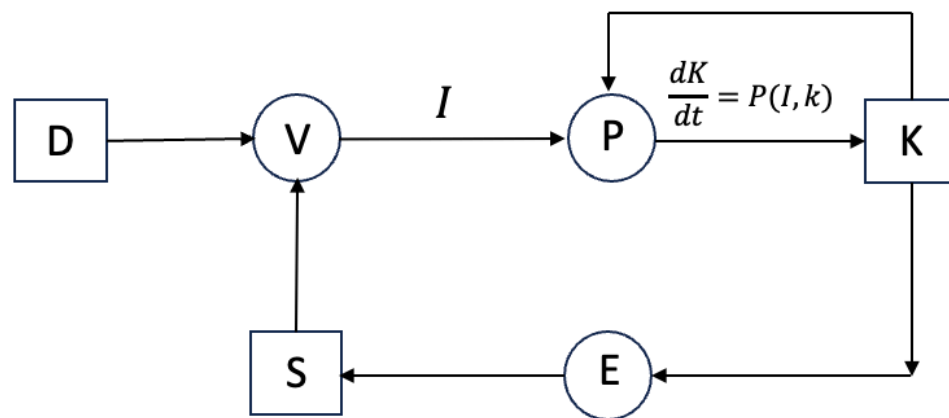 D
V
I
P
dK/dt = P(I, k)
K
S
E